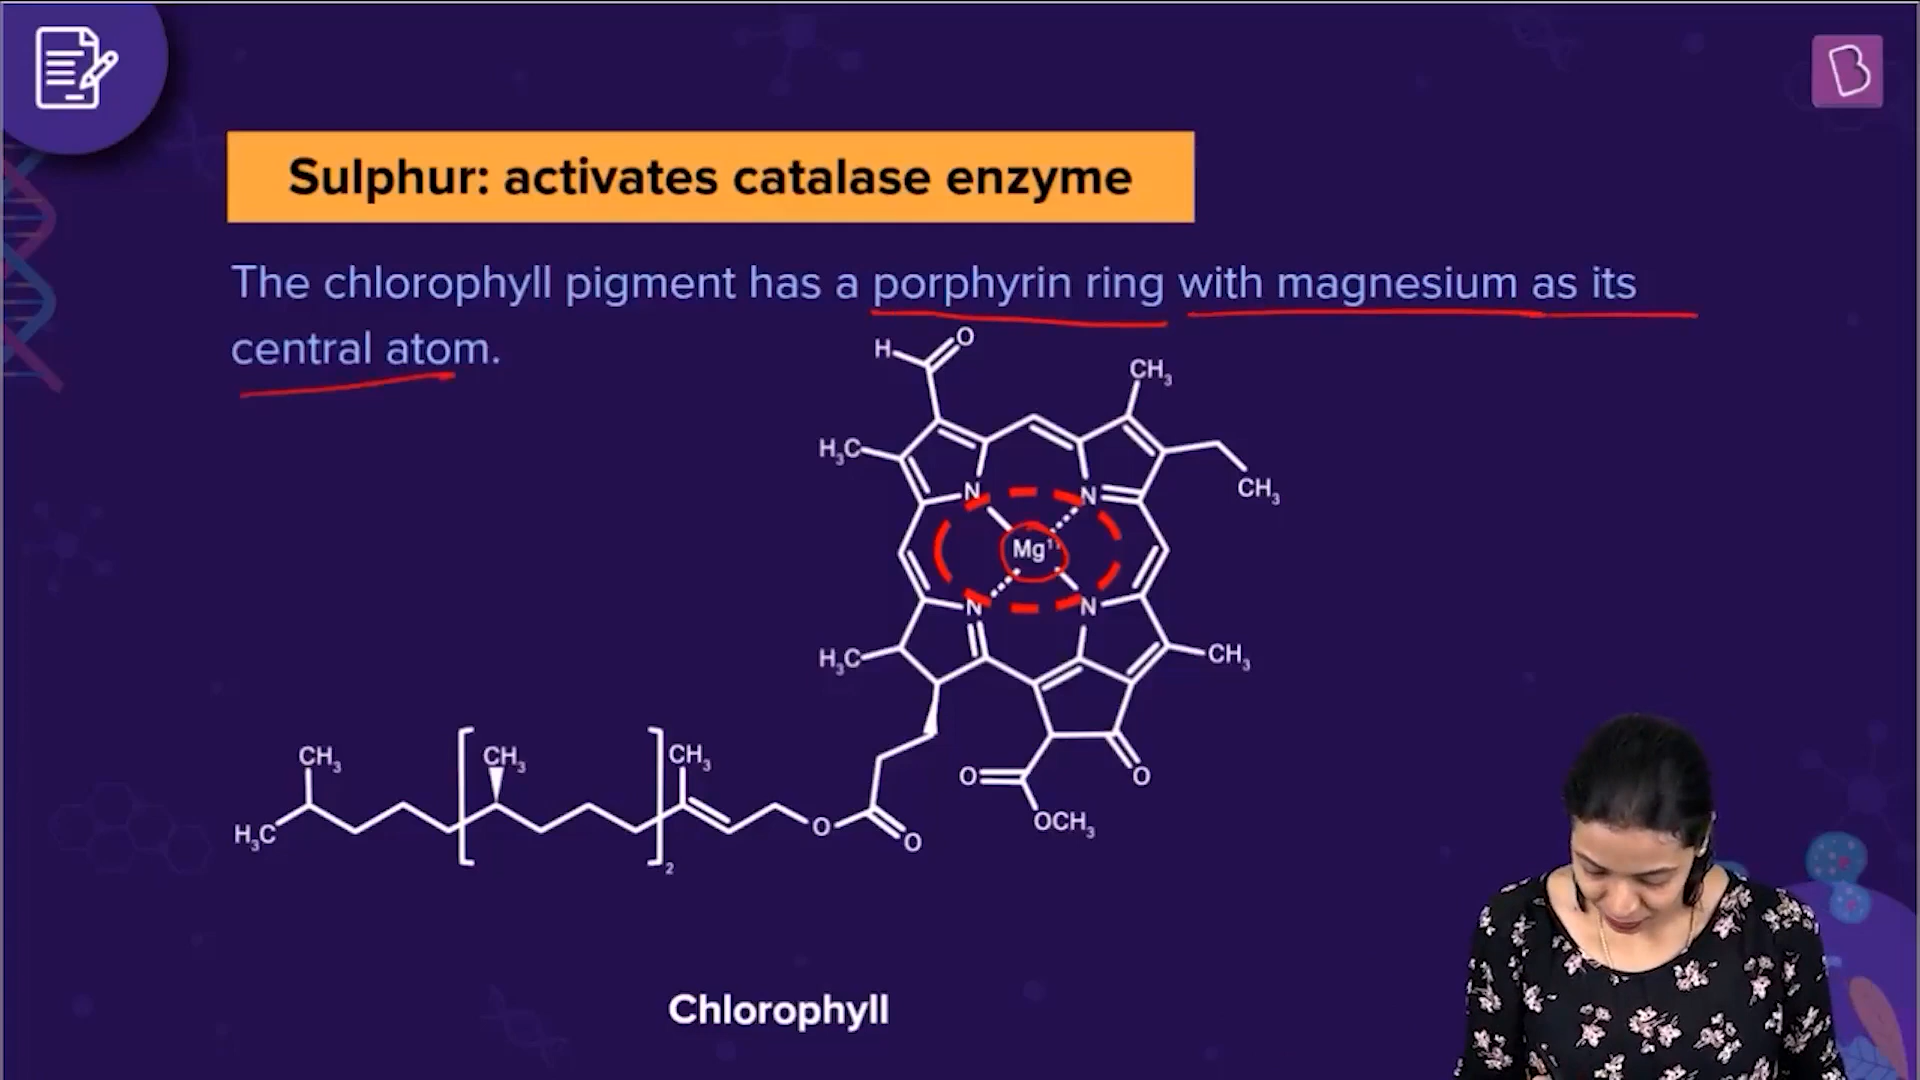 Sulphur: activates catalase enzyme
The chlorophyll pigment has a porphyrin ring with magnesium as its
central atom.
H
O
CH₃
H₃C
CH₃
N
N
Mg
N
N
H₃C
CH₃
CH₃
CH₃
CH₃
O
O
H₃C
O
OCH₃
O
2
Chlorophyll